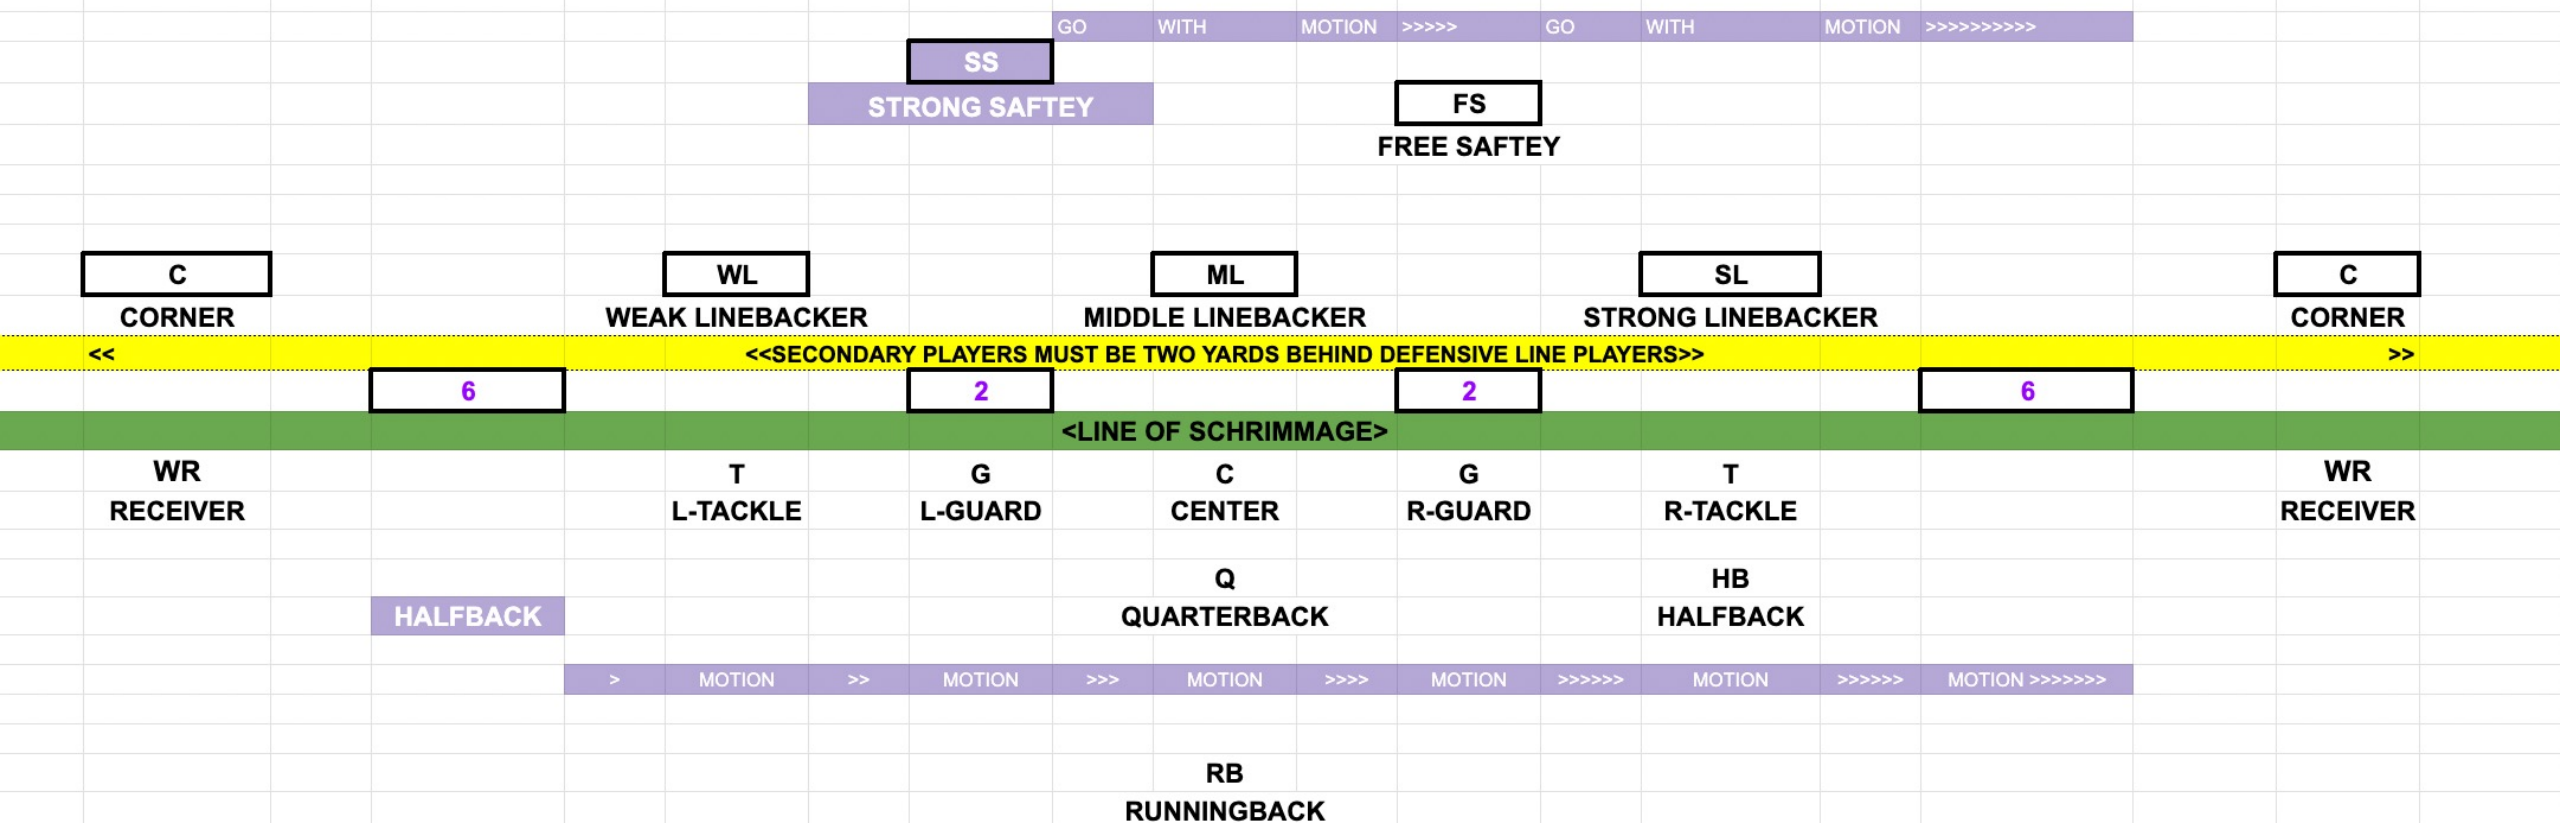 GO WITH MOTION >>>>> GO WITH MOTION >>>>>>>>>>
SS
STRONG SAFTEY
FS
FREE SAFTEY
C WL ML SL C
CORNER WEAK LINEBACKER MIDDLE LINEBACKER STRONG LINEBACKER CORNER
<< <<SECONDARY PLAYERS MUST BE TWO YARDS BEHIND DEFENSIVE LINE PLAYERS>> >>
6 2 2 6
<LINE OF SCHRIMMAGE>
WR T G C G T WR
RECEIVER L-TACKLE L-GUARD CENTER R-GUARD R-TACKLE RECEIVER
Q HB
HALFBACK QUARTERBACK HALFBACK
> MOTION >> MOTION >>> MOTION >>>> MOTION >>>>>> MOTION >>>>>> MOTION >>>>>>>
RB
RUNNINGBACK